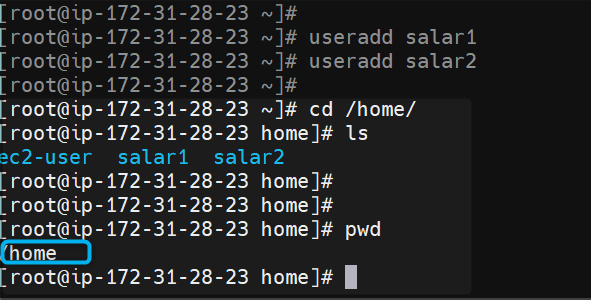 [root@ip-172-31-28-23 ~]#
[root@ip-172-31-28-23 ~]# useradd salar1
[root@ip-172-31-28-23 ~]# useradd salar2
[root@ip-172-31-28-23 ~]#
[root@ip-172-31-28-23 ~]# cd /home/
[root@ip-172-31-28-23 home]# ls
ec2-user  salar1  salar2
[root@ip-172-31-28-23 home]#
[root@ip-172-31-28-23 home]#
[root@ip-172-31-28-23 home]# pwd
/home
[root@ip-172-31-28-23 home]#